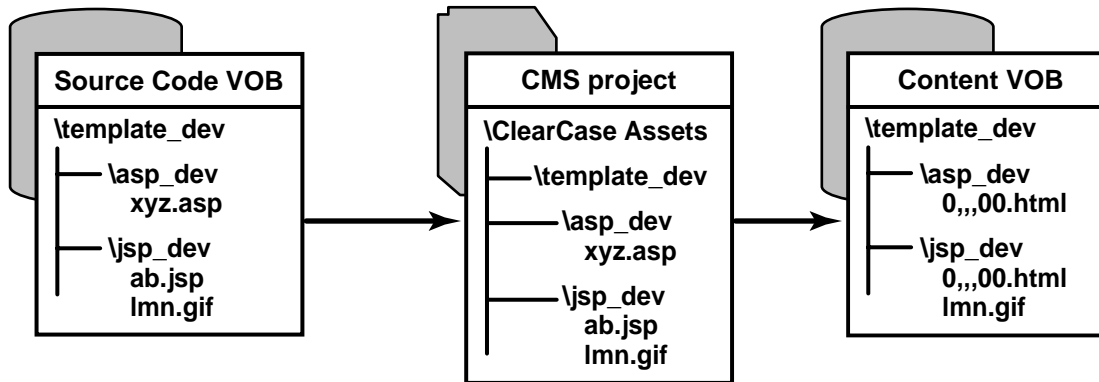 Source Code VOB
\template_dev
\asp_dev
xyz.asp
\jsp_dev
ab.jsp
lmn.gif
CMS project
\ClearCase Assets
\template_dev
\asp_dev
xyz.asp
\jsp_dev
ab.jsp
lmn.gif
Content VOB
\template_dev
\asp_dev
0,,,00.html
\jsp_dev
0,,,00.html
lmn.gif